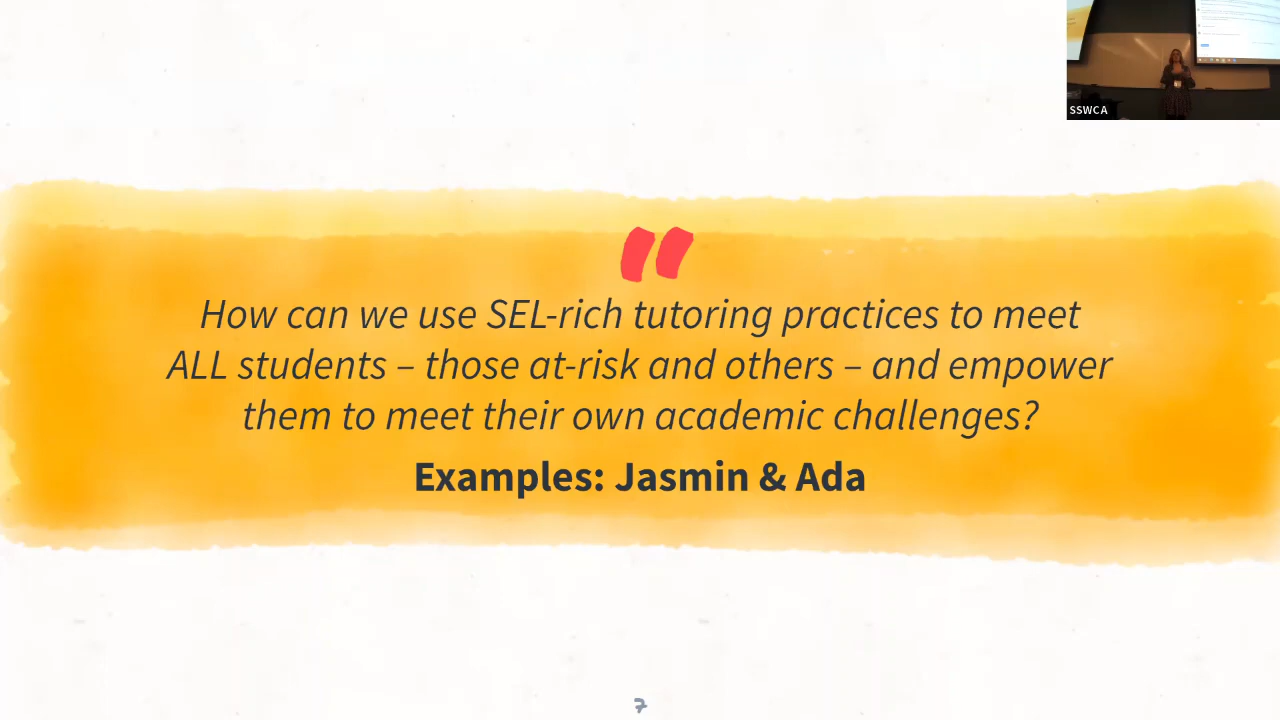 SSWCA
"
How can we use SEL-rich tutoring practices to meet
ALL students – those at-risk and others – and empower
them to meet their own academic challenges?
Examples: Jasmin & Ada
7